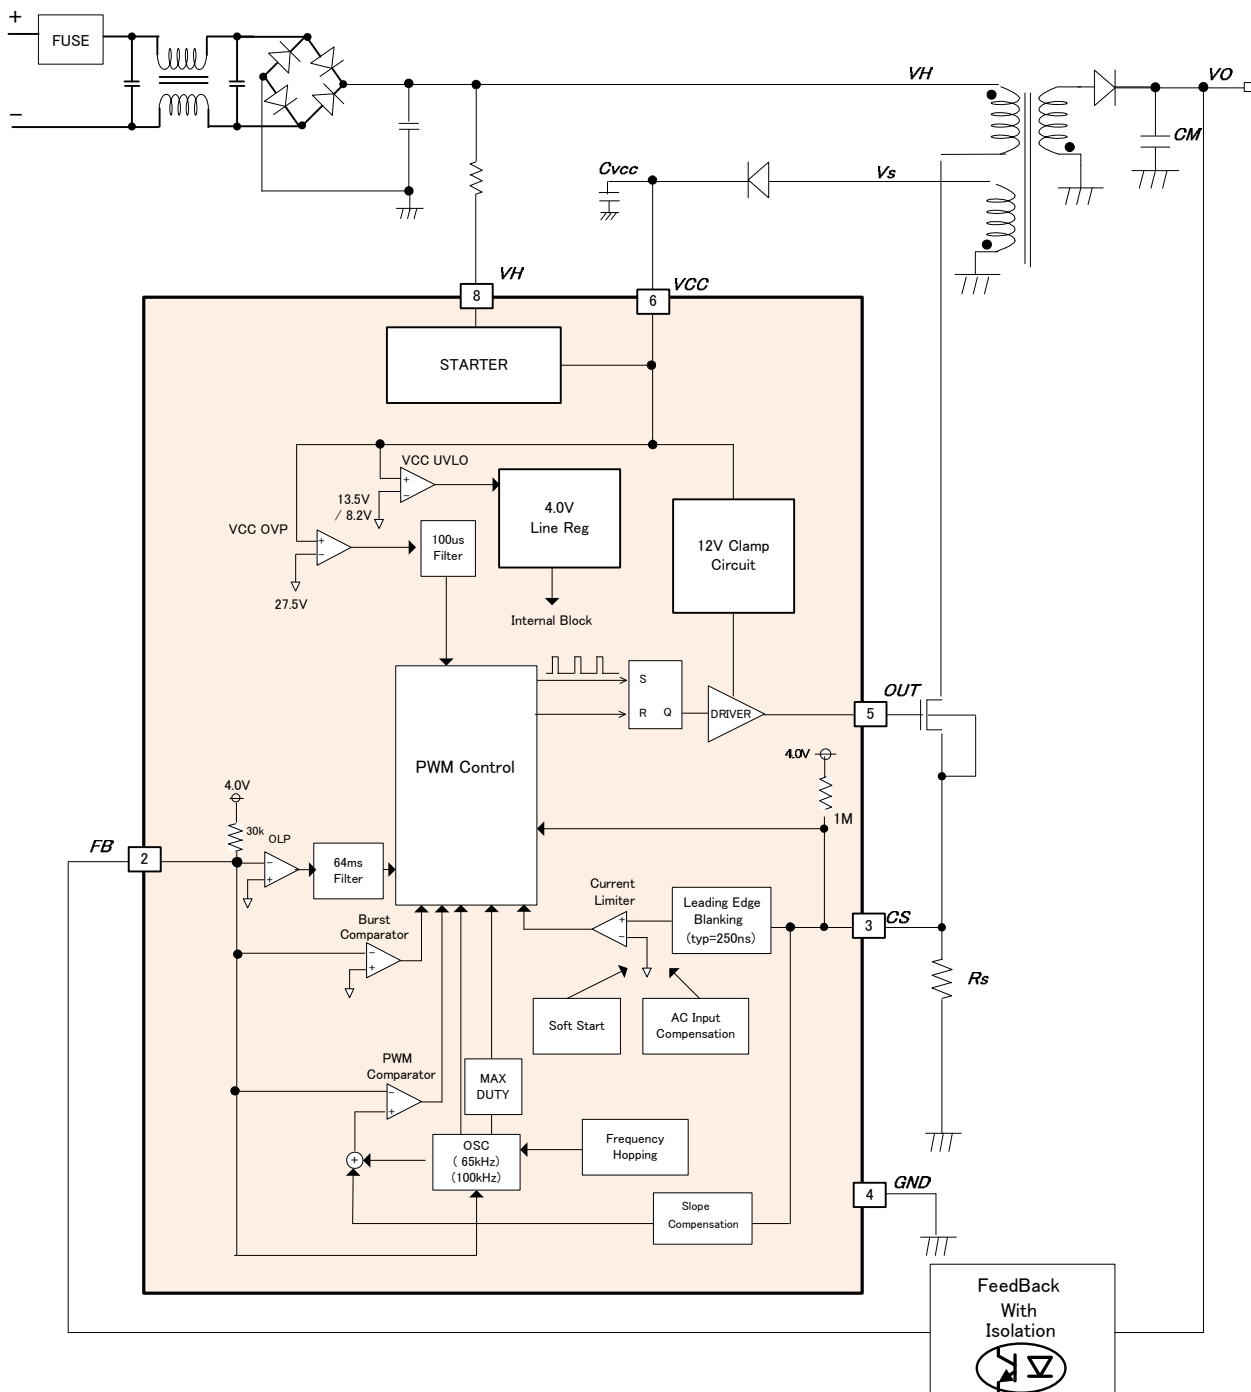 +
FUSE
−
VH
VO
CM
Cvcc
Vs
VH
8
VCC
6
STARTER
VCC UVLO
+
−
13.5V
/ 8.2V
4.0V
Line Reg
VCC OVP
+
−
27.5V
100us
Filter
12V Clamp
Circuit
Internal Block
S
R Q
DRIVER
OUT
5
PWM Control
4.0V
1M
4.0V
30k
OLP
FB
2
−
+
64ms
Filter
Current
Limiter
+
−
Leading Edge
Blanking
(typ=250ns)
CS
3
Burst
Comparator
−
+
Rs
Soft Start
AC Input
Compensation
PWM
Comparator
−
+
MAX
DUTY
OSC
( 65kHz)
(100kHz)
+
Frequency
Hopping
Slope
Compensation
GND
4
FeedBack
With
Isolation